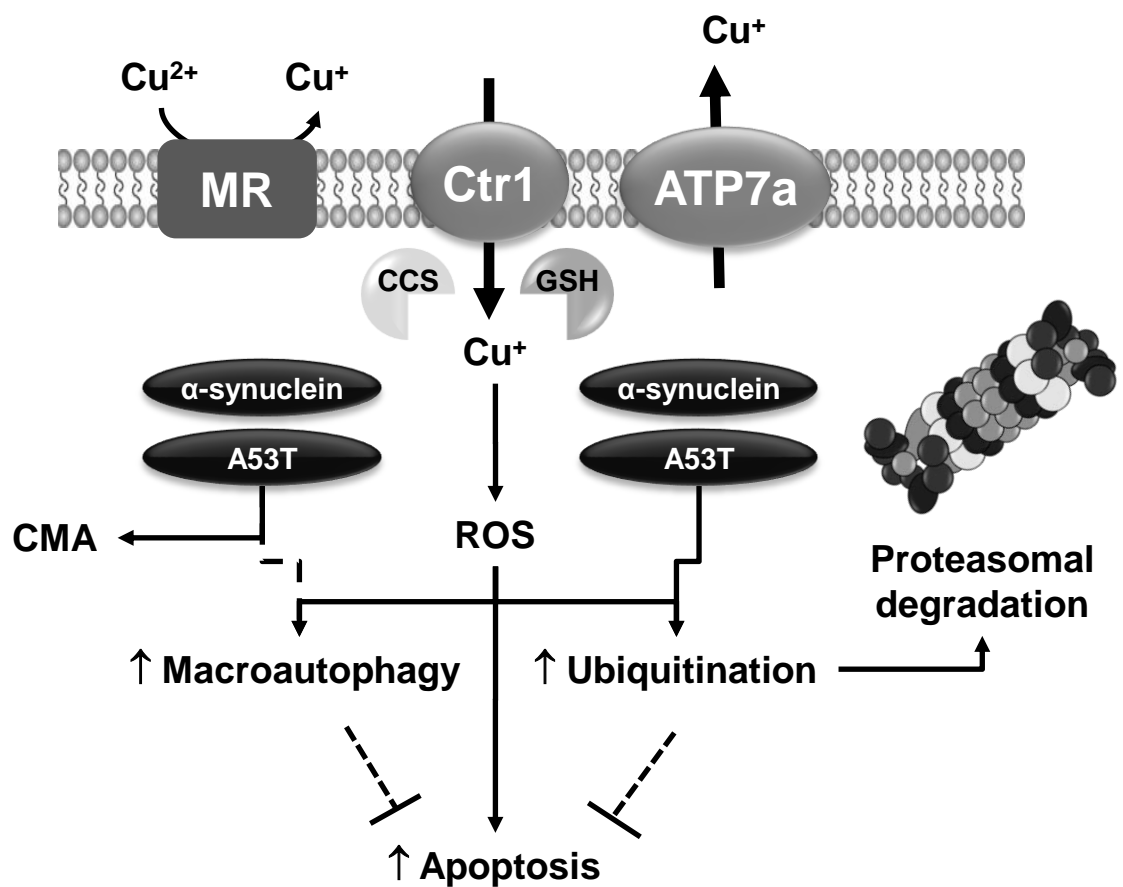 Cu⁺
Cu²⁺
Cu⁺
MR
Ctr1
ATP7a
CCS
GSH
Cu⁺
α-synuclein
α-synuclein
A53T
A53T
CMA
ROS
Proteasomal
degradation
↑ Macroautophagy
↑ Ubiquitination
↑ Apoptosis